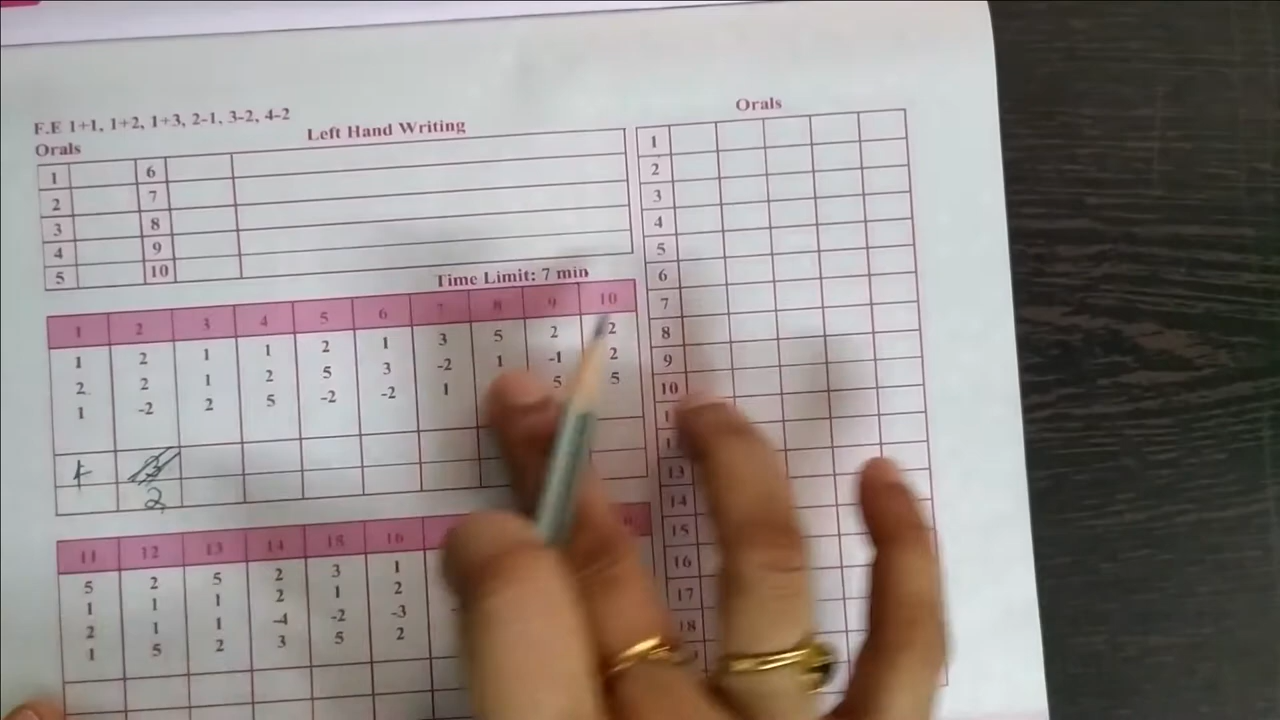 F.E 1+1, 1+2, 1+3, 2-1, 3-2, 4-2
Orals
Left Hand Writing
1 6
2 7
3 8
4 9
5 10
Time Limit: 7 min
1 2 3 4 5 6 7 8 9 10
1 2 1 1 2 1 3 5 2 2
2 2 1 2 5 3 -2 1 -1 2
1 -2 2 5 -2 -2 1 5 5
4
2
11 12 13 14 15 16
5 2 5 2 3 1
1 1 1 2 1 2
2 1 1 -4 -2 -3
1 5 2 3 5 2
Orals
1
2
3
4
5
6
7
8
9
10
13
14
15
16
17
18